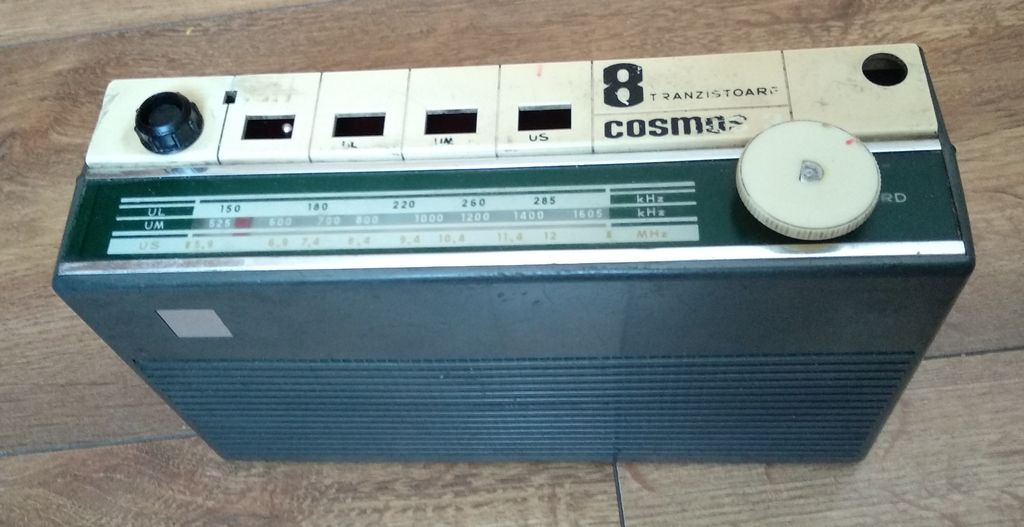 8 TRANZISTOARE
COSMOS
UL UM US
UL 150 180 220 260 285 kHz
UM 525 600 700 800 1000 1200 1400 1605 kHz
US 5,9 6,9 7,4 8,4 9,4 10,4 11,4 12 MHz
RD